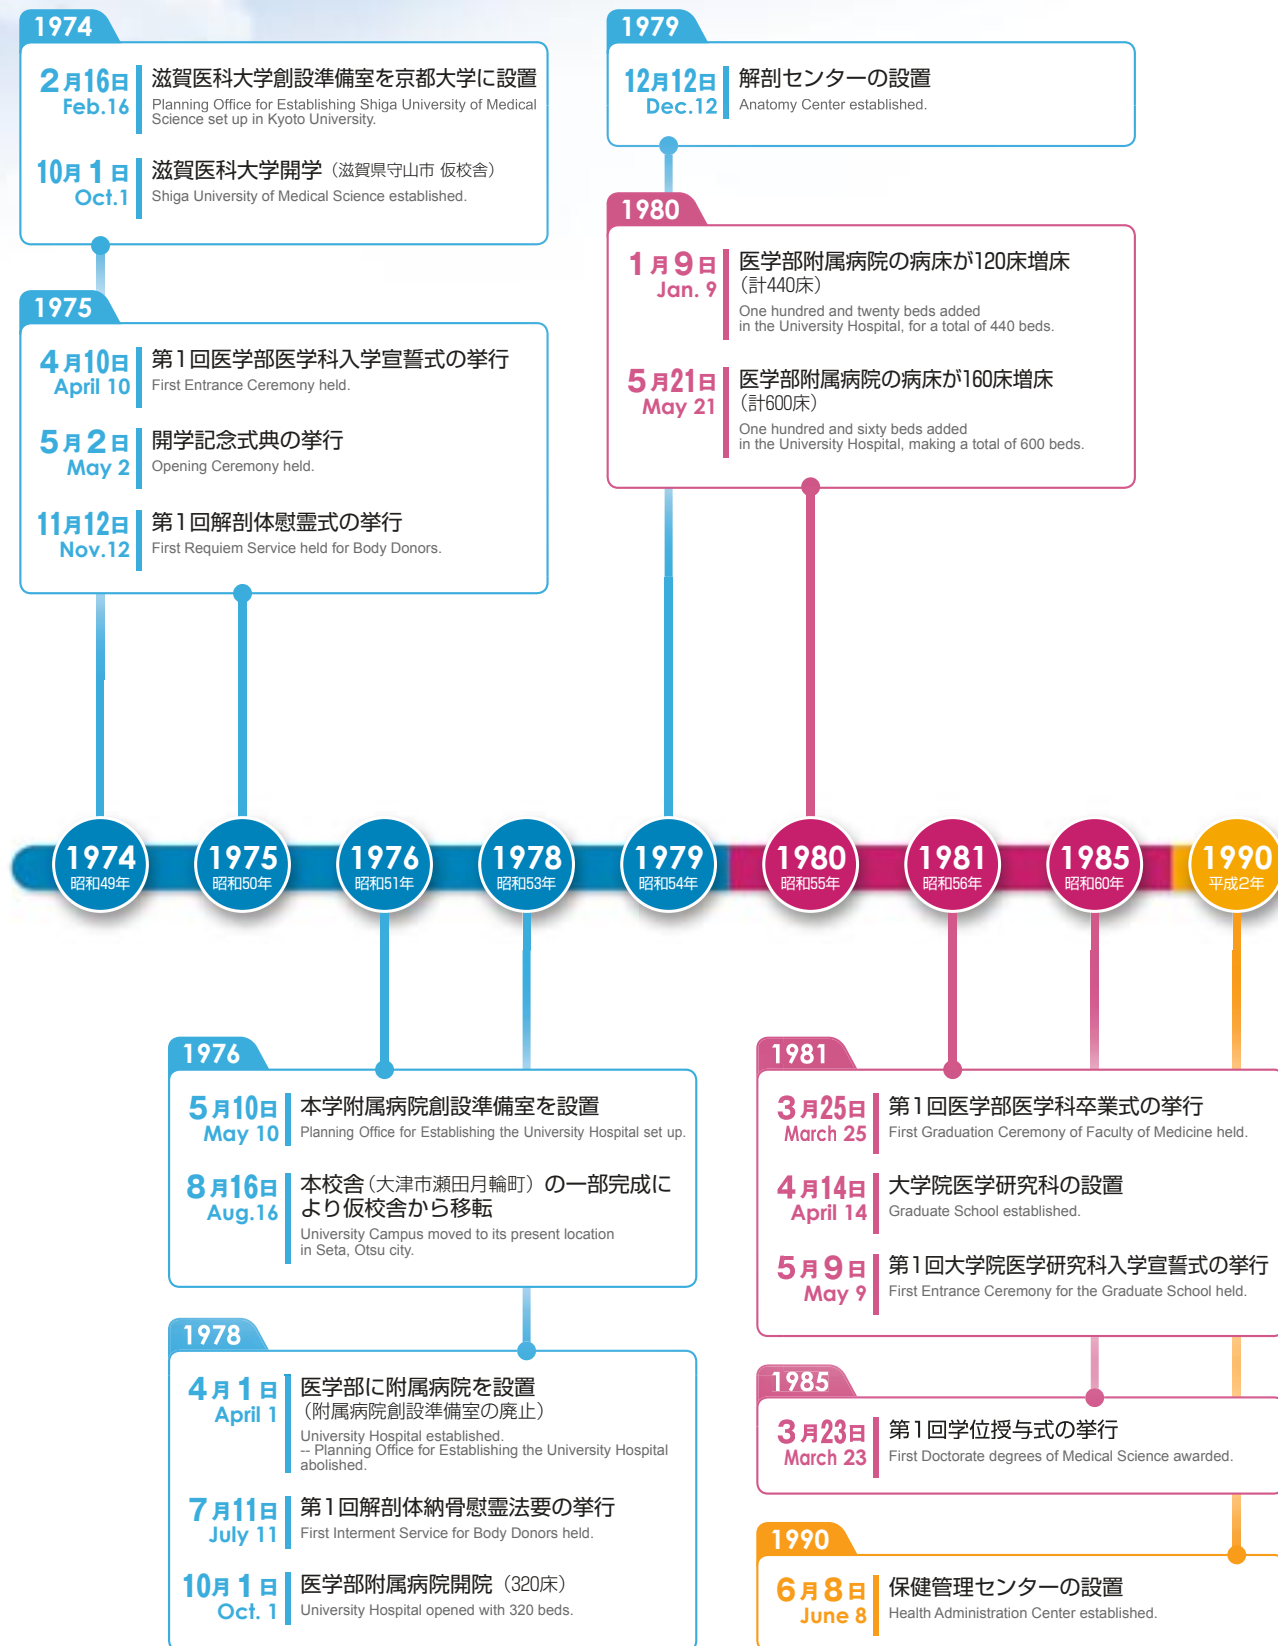 1974
2月16日
Feb.16
滋賀医科大学創設準備室を京都大学に設置
Planning Office for Establishing Shiga University of Medical
Science set up in Kyoto University.
10月1日
Oct.1
滋賀医科大学開学（滋賀県守山市 仮校舎）
Shiga University of Medical Science established.
1975
4月10日
April 10
第1回医学部医学科入学宣誓式の挙行
First Entrance Ceremony held.
5月2日
May 2
開学記念式典の挙行
Opening Ceremony held.
11月12日
Nov.12
第1回解剖体慰霊式の挙行
First Requiem Service held for Body Donors.
1979
12月12日
Dec.12
解剖センターの設置
Anatomy Center established.
1980
1月9日
Jan. 9
医学部附属病院の病床が120床増床
（計440床）
One hundred and twenty beds added
in the University Hospital, for a total of 440 beds.
5月21日
May 21
医学部附属病院の病床が160床増床
（計600床）
One hundred and sixty beds added
in the University Hospital, making a total of 600 beds.
1974
昭和49年
1975
昭和50年
1976
昭和51年
1978
昭和53年
1979
昭和54年
1980
昭和55年
1981
昭和56年
1985
昭和60年
1990
平成2年
1976
5月10日
May 10
本学附属病院創設準備室を設置
Planning Office for Establishing the University Hospital set up.
8月16日
Aug.16
本校舎（大津市瀬田月輪町）の一部完成に
より仮校舎から移転
University Campus moved to its present location
in Seta, Otsu city.
1978
4月1日
April 1
医学部に附属病院を設置
（附属病院創設準備室の廃止）
University Hospital established.
-- Planning Office for Establishing the University Hospital
abolished.
7月11日
July 11
第1回解剖体納骨慰霊法要の挙行
First Interment Service for Body Donors held.
10月1日
Oct. 1
医学部附属病院開院（320床）
University Hospital opened with 320 beds.
1981
3月25日
March 25
第1回医学部医学科卒業式の挙行
First Graduation Ceremony of Faculty of Medicine held.
4月14日
April 14
大学院医学研究科の設置
Graduate School established.
5月9日
May 9
第1回大学院医学研究科入学宣誓式の挙行
First Entrance Ceremony for the Graduate School held.
1985
3月23日
March 23
第1回学位授与式の挙行
First Doctorate degrees of Medical Science awarded.
1990
6月8日
June 8
保健管理センターの設置
Health Administration Center established.